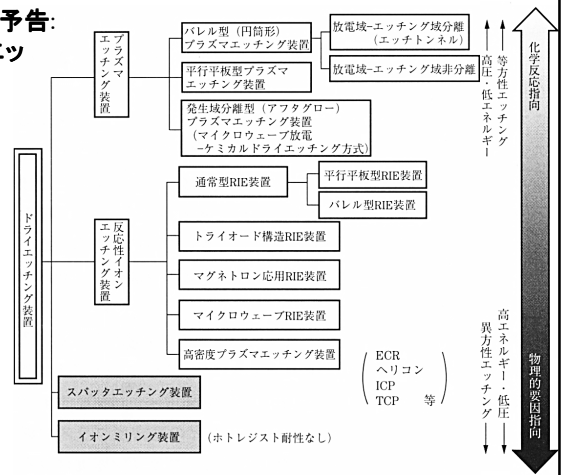 予告:
エッ
ドライエッチング装置
プラズマ
エッチング装置
バレル型（円筒形）
プラズマエッチング装置
放電域−エッチング域分離
（エッチトンネル）
放電域−エッチング域非分離
平行平板型プラズマ
エッチング装置
発生域分離型（アフタグロー）
プラズマエッチング装置
（マイクロウェーブ放電
−ケミカルドライエッチング方式）
反応性イオン
エッチング装置
通常型RIE装置
平行平板型RIE装置
バレル型RIE装置
トライオード構造RIE装置
マグネトロン応用RIE装置
マイクロウェーブRIE装置
高密度プラズマエッチング装置
ECR
ヘリコン
ICP
TCP 等
スパッタエッチング装置
イオンミリング装置
（ホトレジスト耐性なし）
等方性エッチング
高圧・低エネルギー
高エネルギー・低圧
異方性エッチング
化学反応指向
物理的要因指向